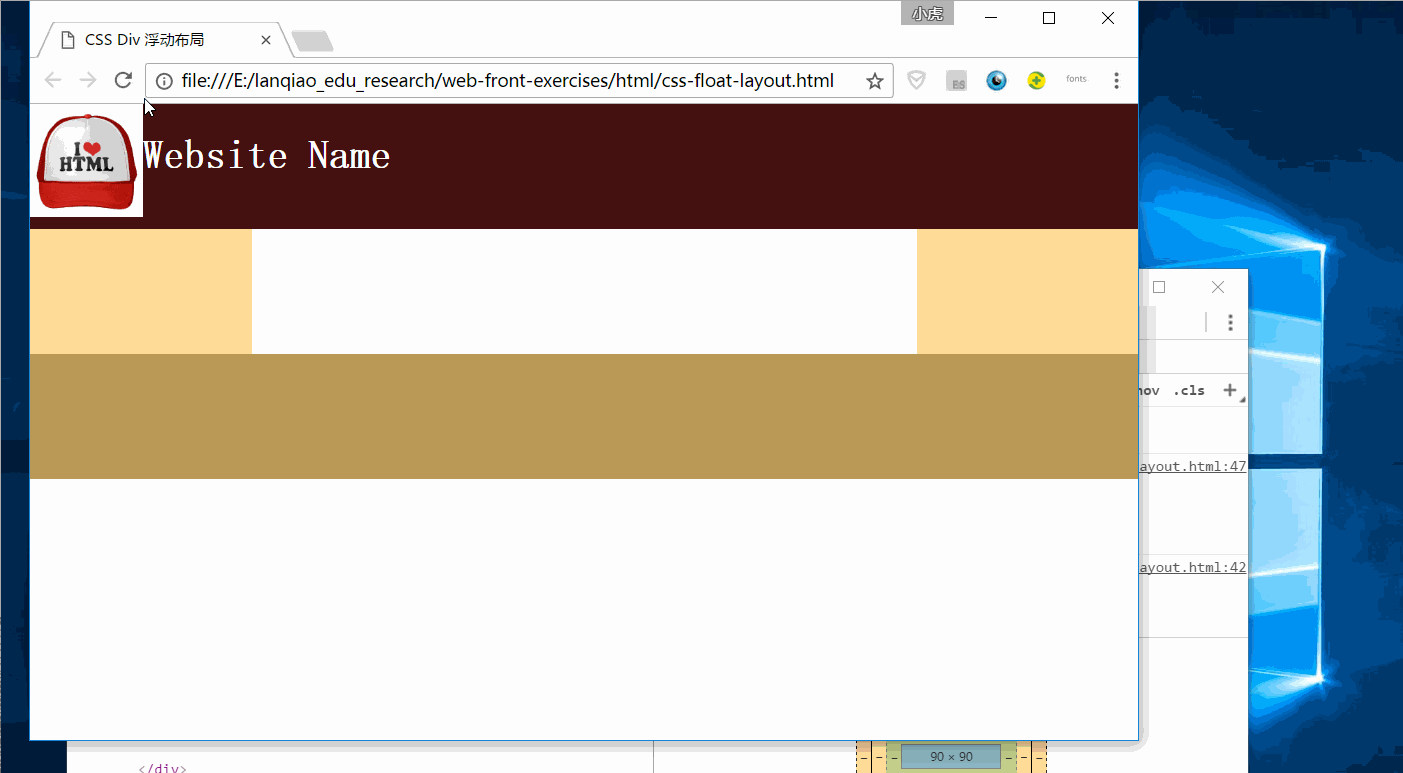 小虎
CSS Div 浮动布局
file:///E:/lanqiao_edu_research/web-front-exercises/html/css-float-layout.html
ES
fonts
I
HTML
Website Name
.cls
ayout.html:47
ayout.html:42
90 × 90
</div>